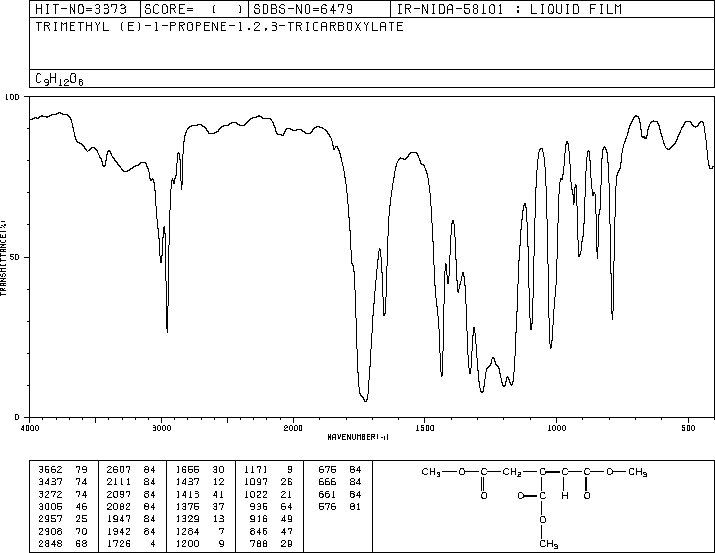 HIT-NO=3373 SCORE= ( ) SDBS-NO=6479 IR-NIDA-58101 : LIQUID FILM
TRIMETHYL (E)-1-PROPENE-1,2,3-TRICARBOXYLATE
C9H12O6
100
50
0
TRANSMITTANCE(%)
4000 3000 2000 1500 1000 500
WAVENUMBER(-1)
3562 79 2607 84 1656 30 1171 9 676 84
3437 74 2111 84 1437 12 1097 26 666 84
3272 74 2097 84 1413 41 1022 21 661 84
3005 46 2082 84 1375 37 936 64 576 81
2957 25 1947 84 1329 13 916 49
2906 70 1942 84 1284 7 845 47
2848 68 1726 4 1200 9 788 29
CH3 O C CH2 C C C O CH3
O O C H O
O
CH3